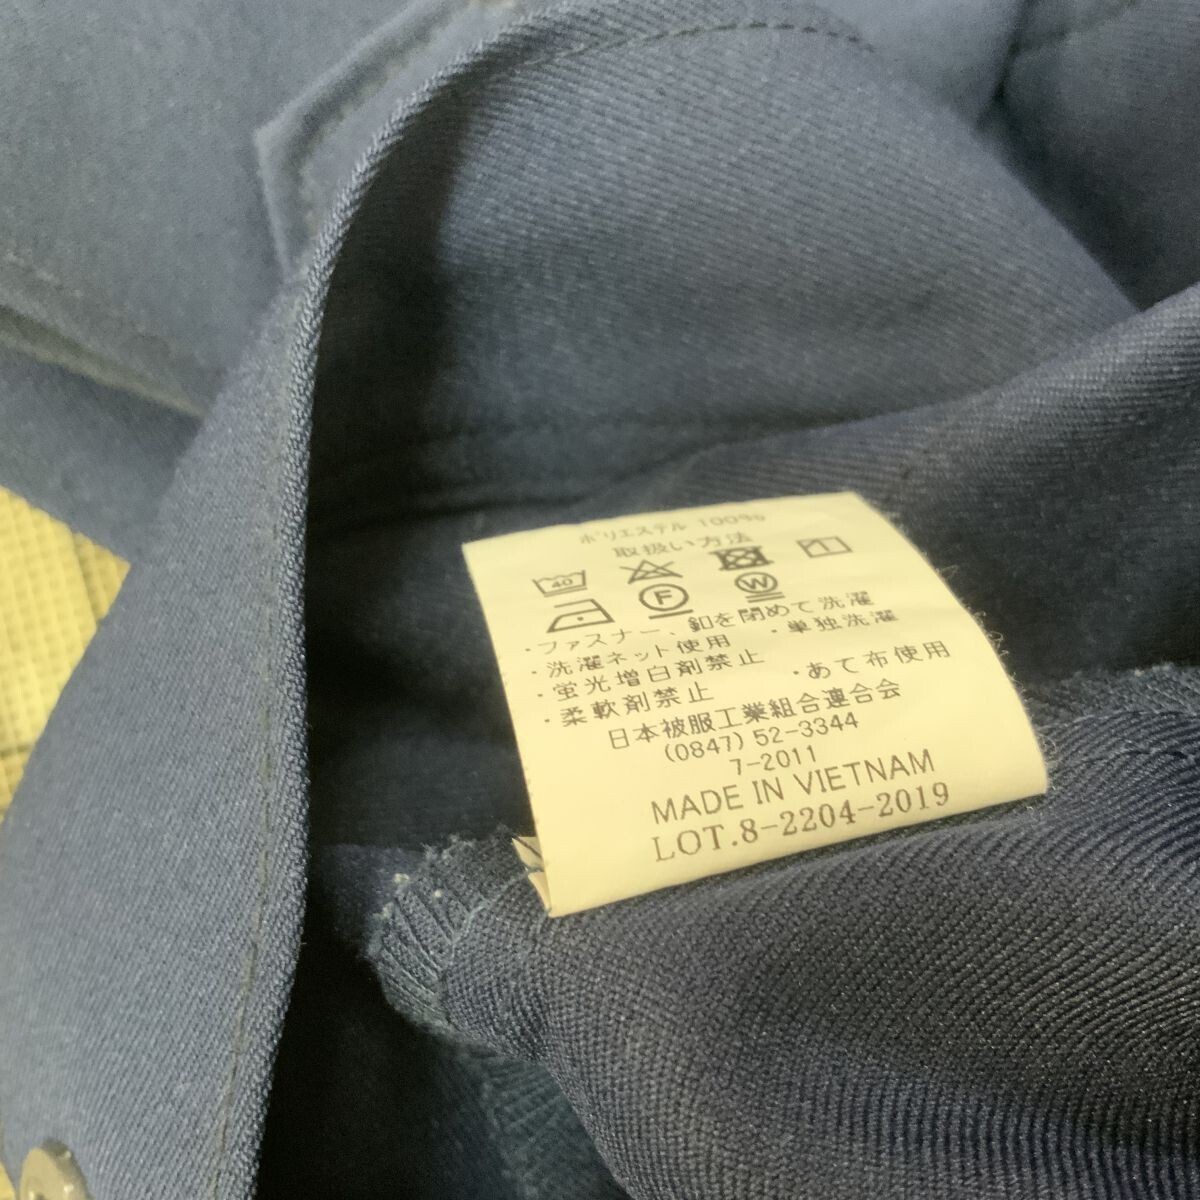 ポリエステル 100%
取扱い方法
40
1
F W
・ファスナー、釦を閉めて洗濯
・洗濯ネット使用 ・単独洗濯
・蛍光増白剤禁止
・柔軟剤禁止 ・あて布使用
日本被服工業組合連合会
(0847) 52-3344
7-2011
MADE IN VIETNAM
LOT.8-2204-2019